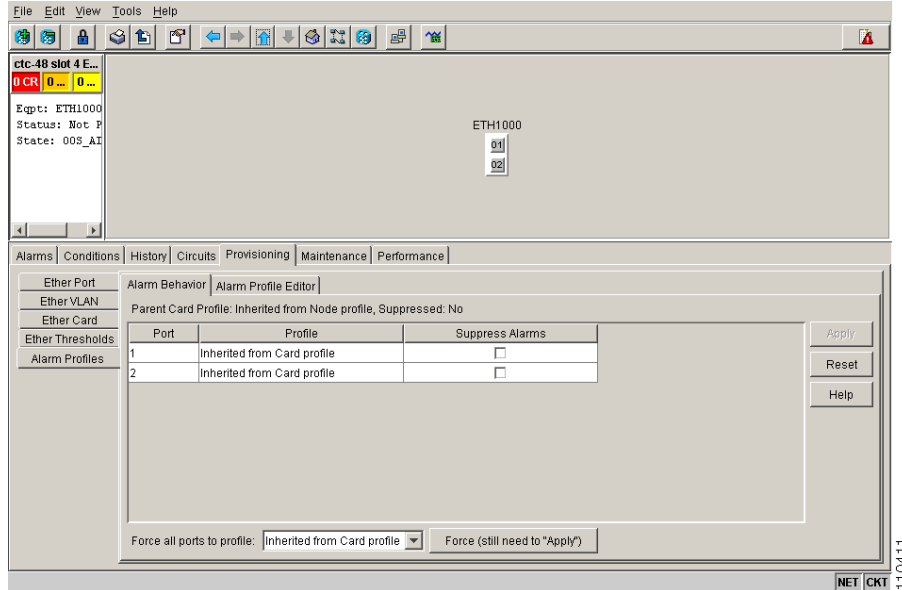 File Edit View Tools Help
ctc-48 slot 4 E...
0 CR 0 ... 0 ...
Eqpt: ETH1000
Status: Not P
State: OOS_AI
ETH1000
01
02
Alarms Conditions History Circuits Provisioning Maintenance Performance
Ether Port
Ether VLAN
Ether Card
Ether Thresholds
Alarm Profiles
Alarm Behavior Alarm Profile Editor
Parent Card Profile: Inherited from Node profile, Suppressed: No
Port Profile Suppress Alarms
1 Inherited from Card profile
2 Inherited from Card profile
Apply
Reset
Help
Force all ports to profile: Inherited from Card profile Force (still need to "Apply")
NET CKT
110411